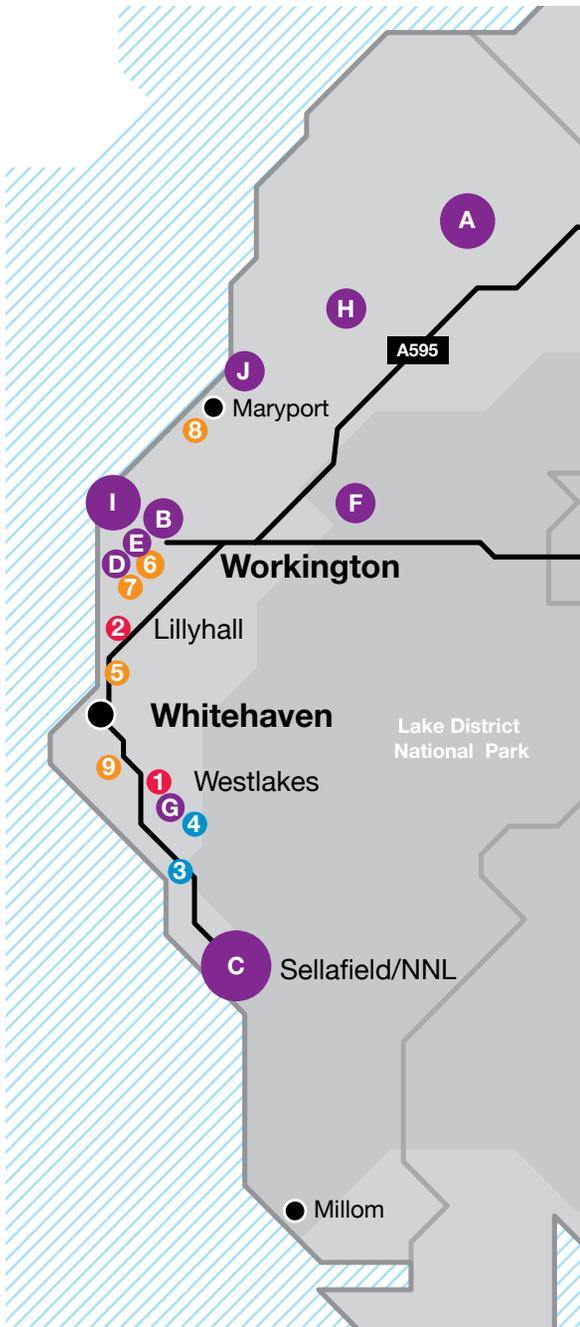 A
H
A595
J
Maryport
8
I
B
F
E
D
6
Workington
7
2
Lillyhall
5
Whitehaven
Lake District
National Park
9
1
Westlakes
G
4
3
C
Sellafield/NNL
Millom